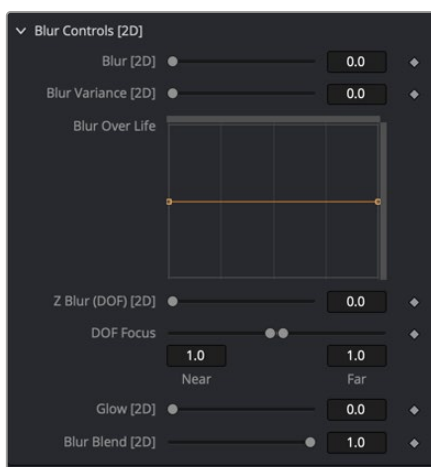 Blur Controls [2D]
Blur [2D] 0.0
Blur Variance [2D] 0.0
Blur Over Life
Z Blur (DOF) [2D] 0.0
DOF Focus
1.0 1.0
Near Far
Glow [2D] 0.0
Blur Blend [2D] 1.0